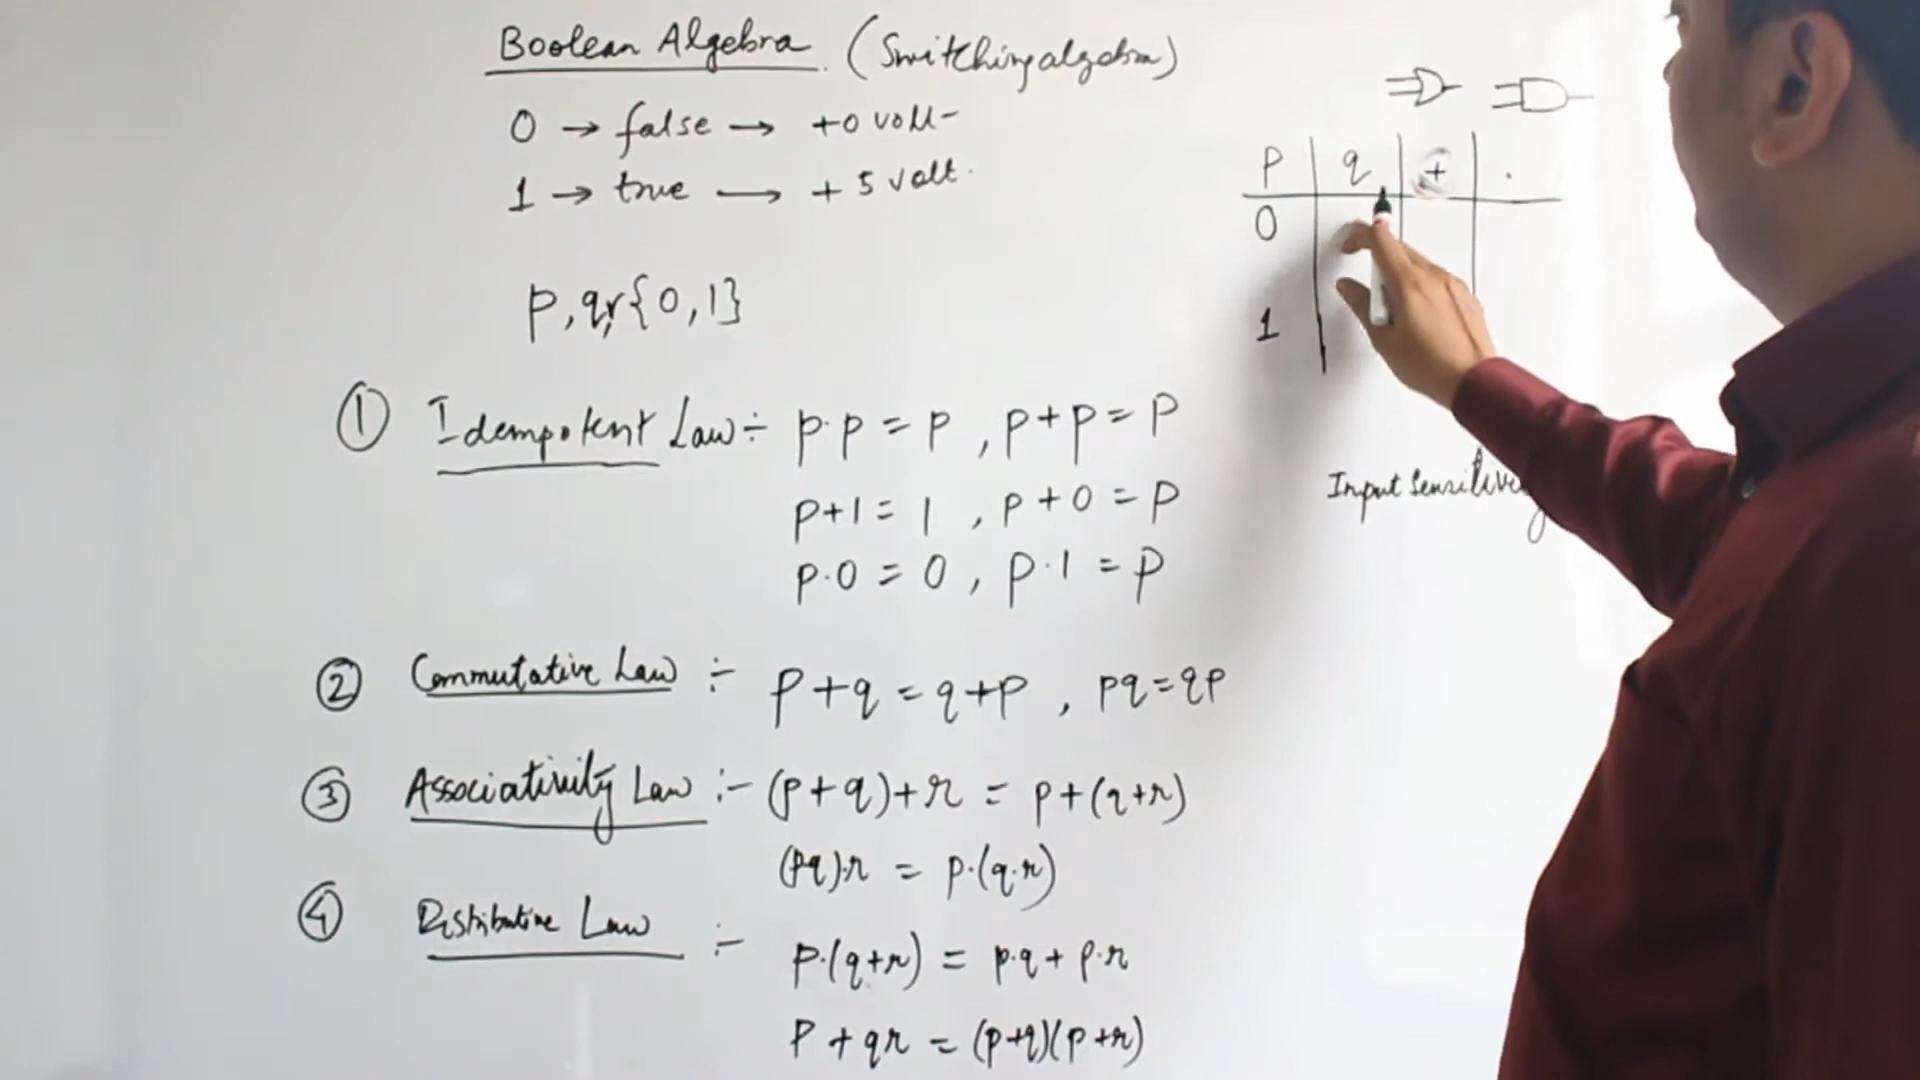 Boolean Algebra (Switching algebra)
0 → false → +0 volt
1 → true → + 5 volt.
p, q, r {0, 1}
P q + .
0
1
① Idempotent Law ÷ p·p = p , p+p = p
p+1 = 1 , p+0 = p
p·0 = 0 , p·1 = p
Input Sensitivity
② Commutative Law ÷ p+q = q+p , pq = qp
③ Associativity Law :- (p+q)+r = p+(q+r)
(pq)·r = p·(q·r)
④ Distributive Law :- p·(q+r) = p·q + p·r
p + qr = (p+q)(p+r)